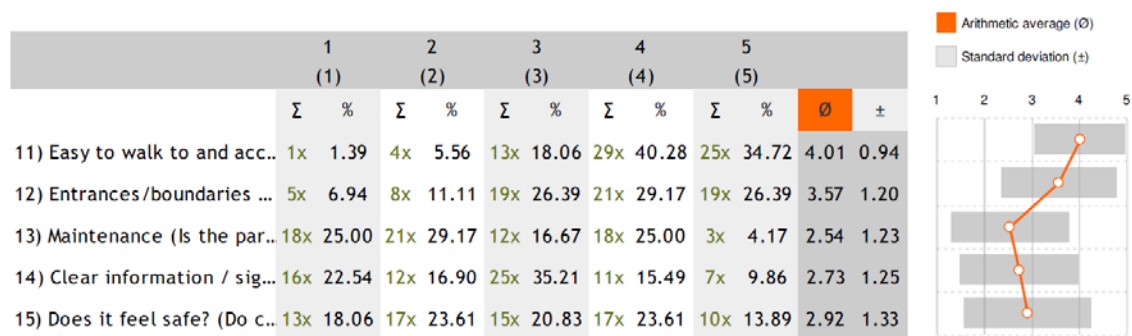 Arithmetic average (Ø)
Standard deviation (±)
1 2 3 4 5
(1) (2) (3) (4) (5)
Σ % Σ % Σ % Σ % Σ % Ø ±
1 2 3 4 5
11) Easy to walk to and acc... 1x 1.39 4x 5.56 13x 18.06 29x 40.28 25x 34.72 4.01 0.94
12) Entrances/boundaries ... 5x 6.94 8x 11.11 19x 26.39 21x 29.17 19x 26.39 3.57 1.20
13) Maintenance (Is the par... 18x 25.00 21x 29.17 12x 16.67 18x 25.00 3x 4.17 2.54 1.23
14) Clear information / sig... 16x 22.54 12x 16.90 25x 35.21 11x 15.49 7x 9.86 2.73 1.25
15) Does it feel safe? (Do c... 13x 18.06 17x 23.61 15x 20.83 17x 23.61 10x 13.89 2.92 1.33